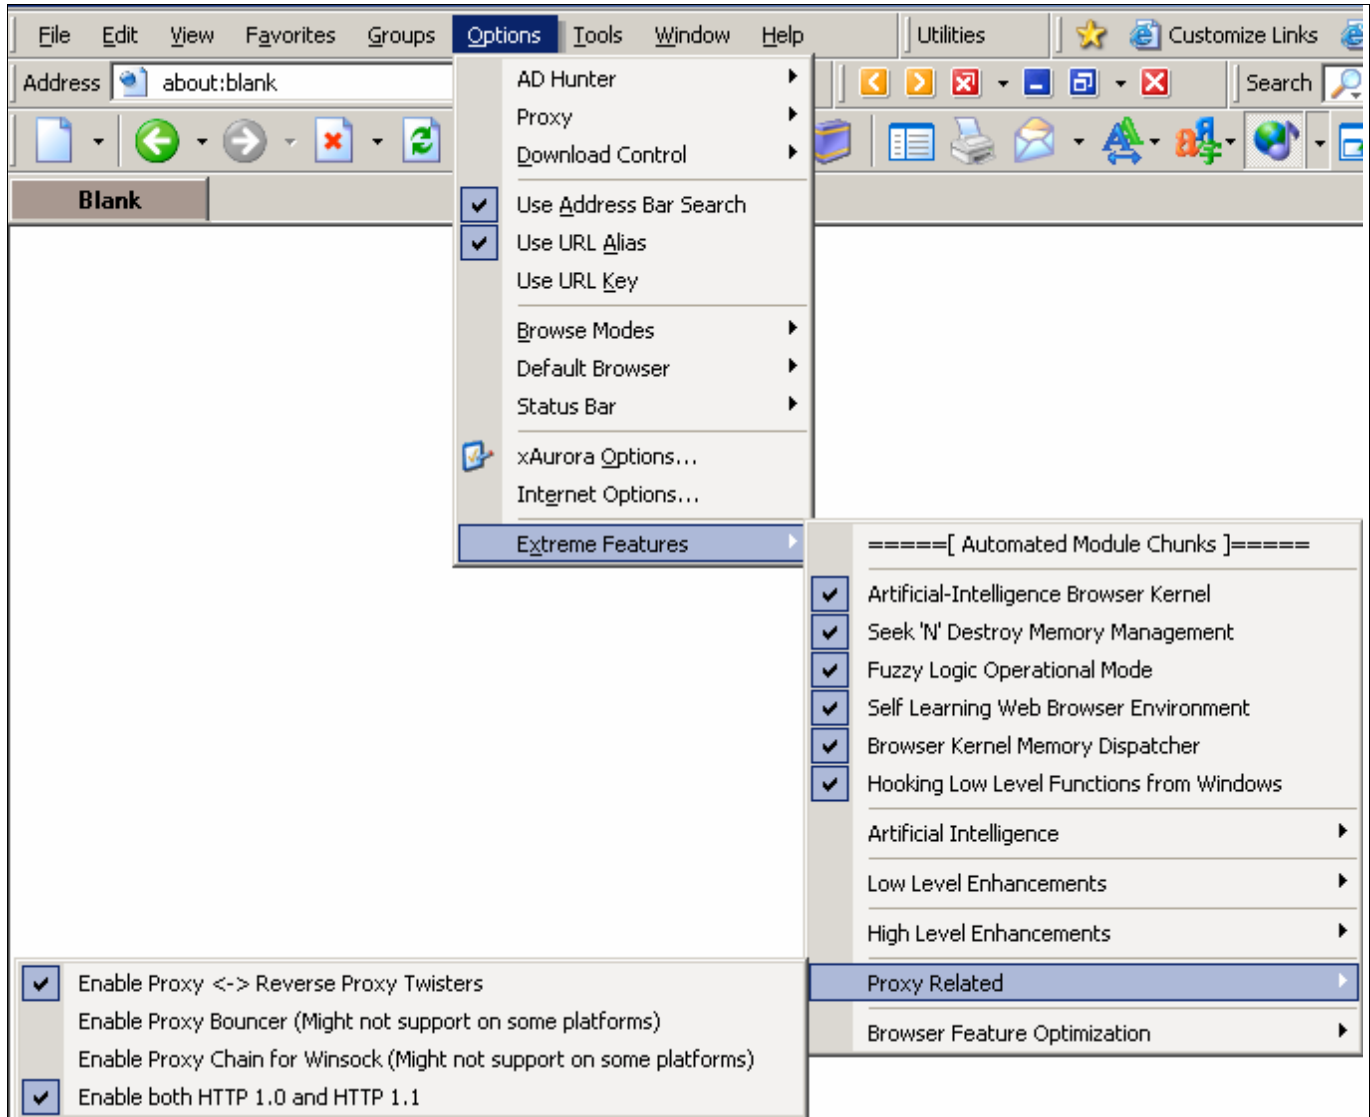 File Edit View Favorites Groups Options Tools Window Help Utilities Customize Links
Address about:blank Search
Blank
AD Hunter
Proxy
Download Control
Use Address Bar Search
Use URL Alias
Use URL Key
Browse Modes
Default Browser
Status Bar
xAurora Options...
Internet Options...
Extreme Features
=====[ Automated Module Chunks ]=====
Artificial-Intelligence Browser Kernel
Seek 'N' Destroy Memory Management
Fuzzy Logic Operational Mode
Self Learning Web Browser Environment
Browser Kernel Memory Dispatcher
Hooking Low Level Functions from Windows
Artificial Intelligence
Low Level Enhancements
High Level Enhancements
Proxy Related
Browser Feature Optimization
Enable Proxy <-> Reverse Proxy Twisters
Enable Proxy Bouncer (Might not support on some platforms)
Enable Proxy Chain for Winsock (Might not support on some platforms)
Enable both HTTP 1.0 and HTTP 1.1